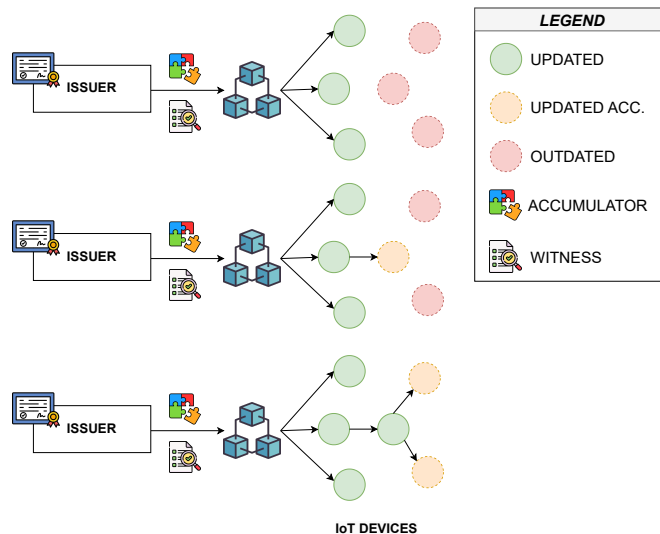 LEGEND
UPDATED
UPDATED ACC.
OUTDATED
ACCUMULATOR
WITNESS
ISSUER
ISSUER
ISSUER
IoT DEVICES